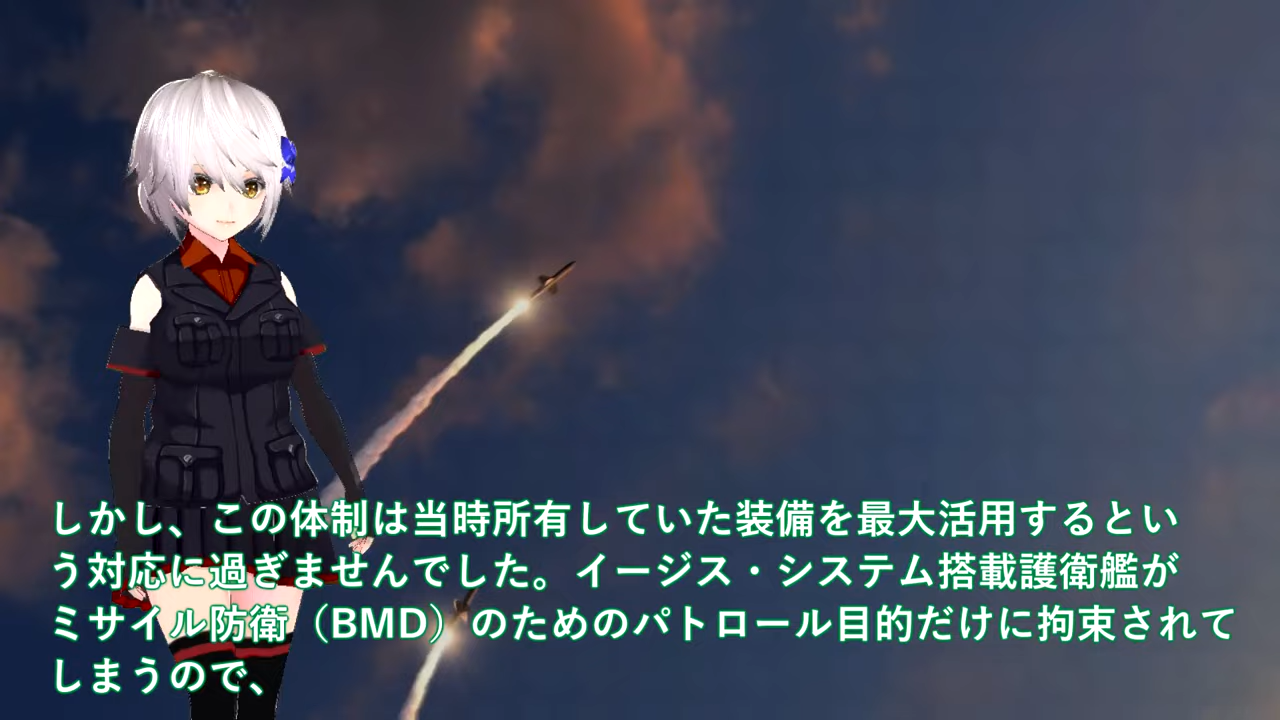 しかし、この体制は当時所有していた装備を最大活用するとい
う対応に過ぎませんでした。イージス・システム搭載護衛艦が
ミサイル防衛（BMD）のためのパトロール目的だけに拘束されて
しまうので、